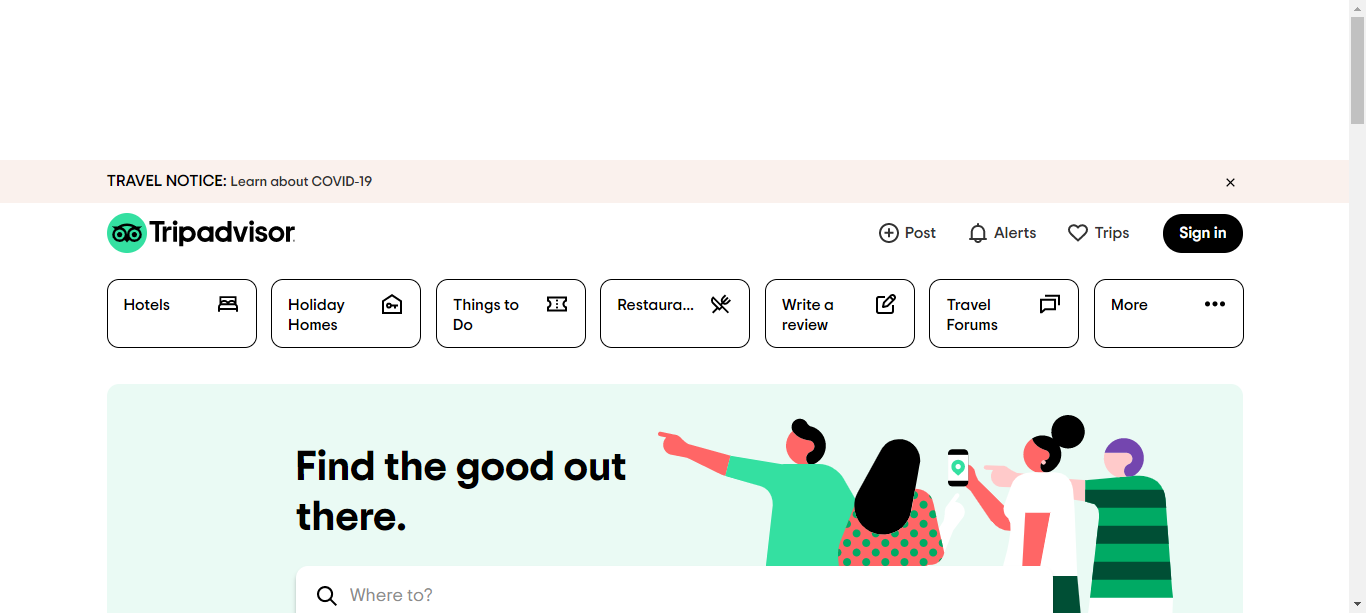 TRAVEL NOTICE: Learn about COVID-19
Tripadvisor
Post
Alerts
Trips
Sign in
Hotels
Holiday
Homes
Things to
Do
Restaura...
Write a
review
Travel
Forums
More
Find the good out
there.
Where to?